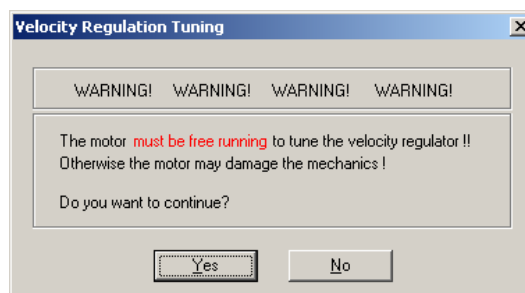 Velocity Regulation Tuning
WARNING! WARNING! WARNING! WARNING!
The motor must be free running to tune the velocity regulator !!
Otherwise the motor may damage the mechanics !
Do you want to continue?
Yes No